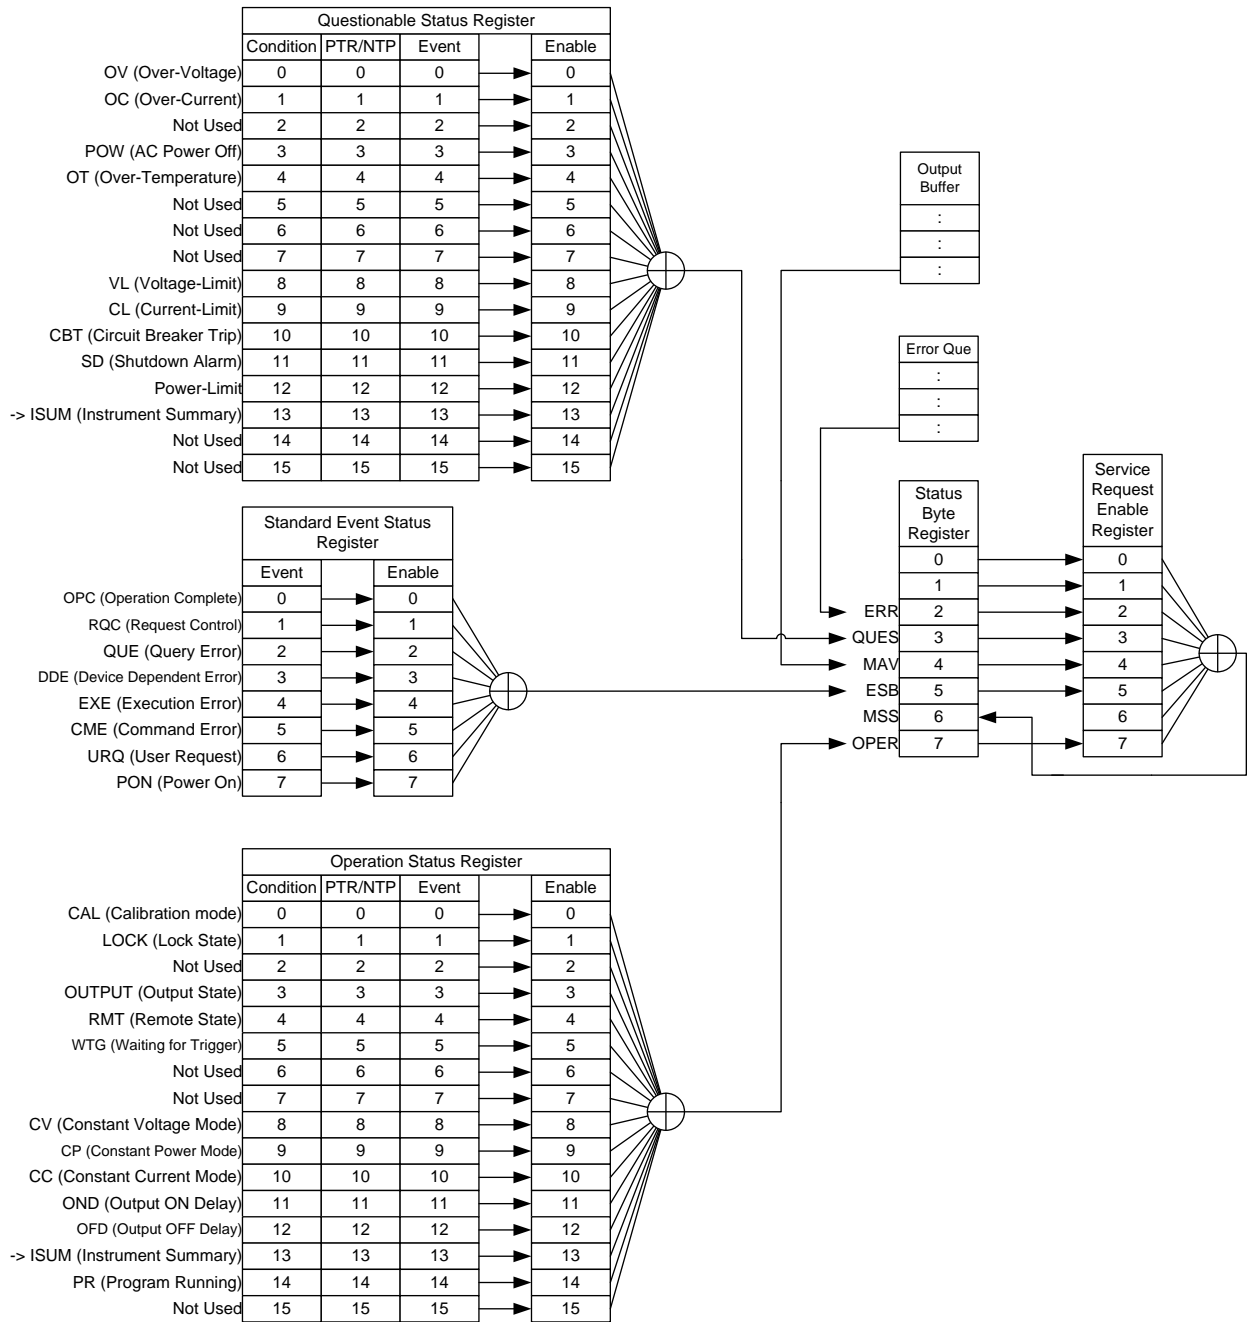 Questionable Status Register
Condition PTR/NTP Event Enable
OV (Over-Voltage) 0 0 0 0
OC (Over-Current) 1 1 1 1
Not Used 2 2 2 2
POW (AC Power Off) 3 3 3 3
OT (Over-Temperature) 4 4 4 4
Not Used 5 5 5 5
Not Used 6 6 6 6
Not Used 7 7 7 7
VL (Voltage-Limit) 8 8 8 8
CL (Current-Limit) 9 9 9 9
CBT (Circuit Breaker Trip) 10 10 10 10
SD (Shutdown Alarm) 11 11 11 11
Power-Limit 12 12 12 12
-> ISUM (Instrument Summary) 13 13 13 13
Not Used 14 14 14 14
Not Used 15 15 15 15
Output
Buffer
:
:
:
Error Que
:
:
:
Standard Event Status
Register
Event Enable
OPC (Operation Complete) 0 0
RQC (Request Control) 1 1
QUE (Query Error) 2 2
DDE (Device Dependent Error) 3 3
EXE (Execution Error) 4 4
CME (Command Error) 5 5
URQ (User Request) 6 6
PON (Power On) 7 7
Status
Byte
Register
Service
Request
Enable
Register
0 0
1 1
ERR 2 2
QUES 3 3
MAV 4 4
ESB 5 5
MSS 6 6
OPER 7 7
Operation Status Register
Condition PTR/NTP Event Enable
CAL (Calibration mode) 0 0 0 0
LOCK (Lock State) 1 1 1 1
Not Used 2 2 2 2
OUTPUT (Output State) 3 3 3 3
RMT (Remote State) 4 4 4 4
WTG (Waiting for Trigger) 5 5 5 5
Not Used 6 6 6 6
Not Used 7 7 7 7
CV (Constant Voltage Mode) 8 8 8 8
CP (Constant Power Mode) 9 9 9 9
CC (Constant Current Mode) 10 10 10 10
OND (Output ON Delay) 11 11 11 11
OFD (Output OFF Delay) 12 12 12 12
-> ISUM (Instrument Summary) 13 13 13 13
PR (Program Running) 14 14 14 14
Not Used 15 15 15 15